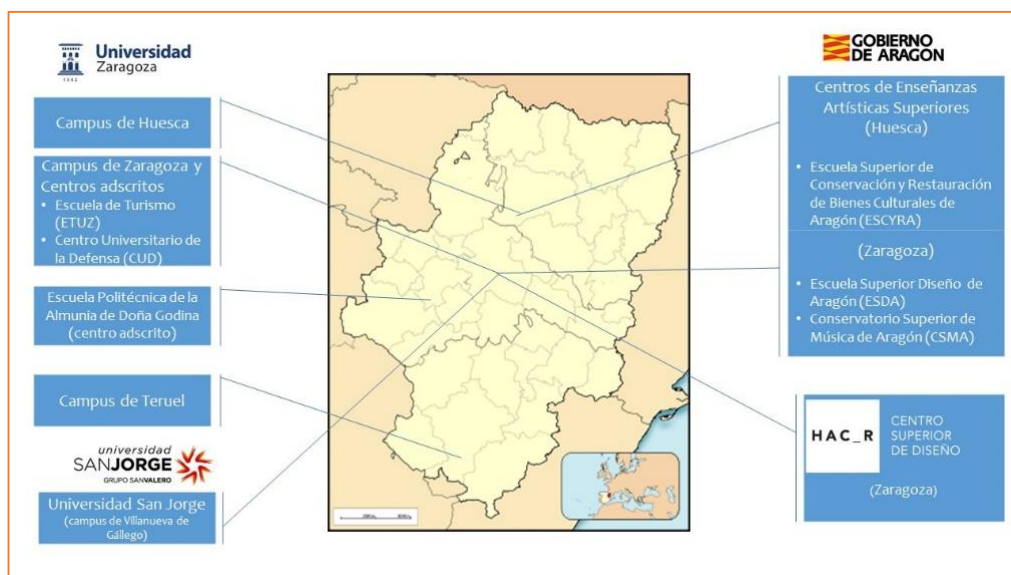 Universidad
Zaragoza
1542
Campus de Huesca
Campus de Zaragoza y
Centros adscritos
• Escuela de Turismo
(ETUZ)
• Centro Universitario de
la Defensa (CUD)
Escuela Politécnica de la
Almunia de Doña Godina
(centro adscrito)
Campus de Teruel
universidad
SANJORGE
GRUPO SANVALERO
Universidad San Jorge
(campus de Villanueva de
Gállego)
GOBIERNO
DE ARAGON
Centros de Enseñanzas
Artísticas Superiores
(Huesca)
• Escuela Superior de
Conservación y Restauración
de Bienes Culturales de
Aragón (ESCYRA)
(Zaragoza)
• Escuela Superior Diseño de
Aragón (ESDA)
• Conservatorio Superior de
Música de Aragón (CSMA)
HAC_R
CENTRO
SUPERIOR
DE DISEÑO
(Zaragoza)